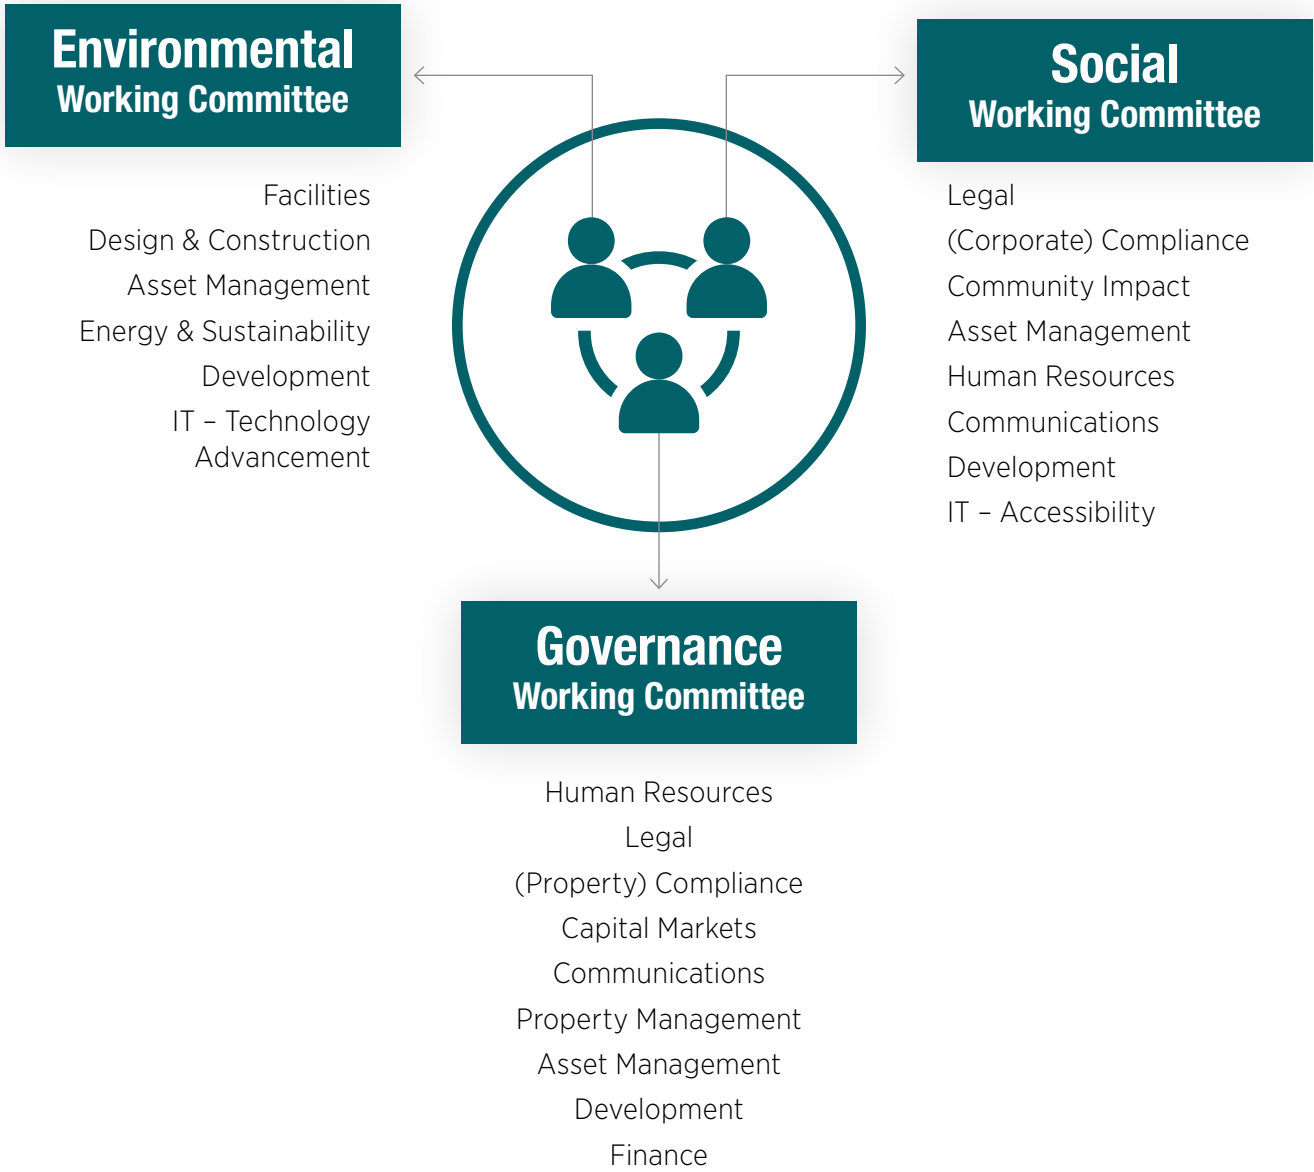 Environmental
Working Committee
Facilities
Design & Construction
Asset Management
Energy & Sustainability
Development
IT – Technology
Advancement
Social
Working Committee
Legal
(Corporate) Compliance
Community Impact
Asset Management
Human Resources
Communications
Development
IT – Accessibility
Governance
Working Committee
Human Resources
Legal
(Property) Compliance
Capital Markets
Communications
Property Management
Asset Management
Development
Finance